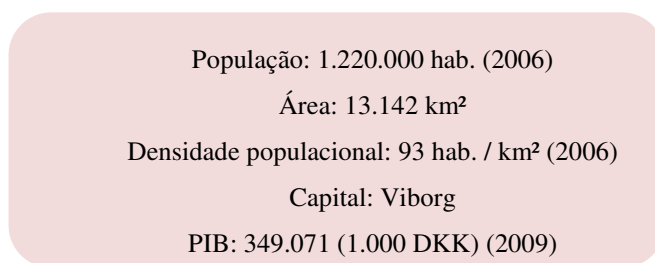 População: 1.220.000 hab. (2006)
Área: 13.142 km²
Densidade populacional: 93 hab. / km² (2006)
Capital: Viborg
PIB: 349.071 (1.000 DKK) (2009)